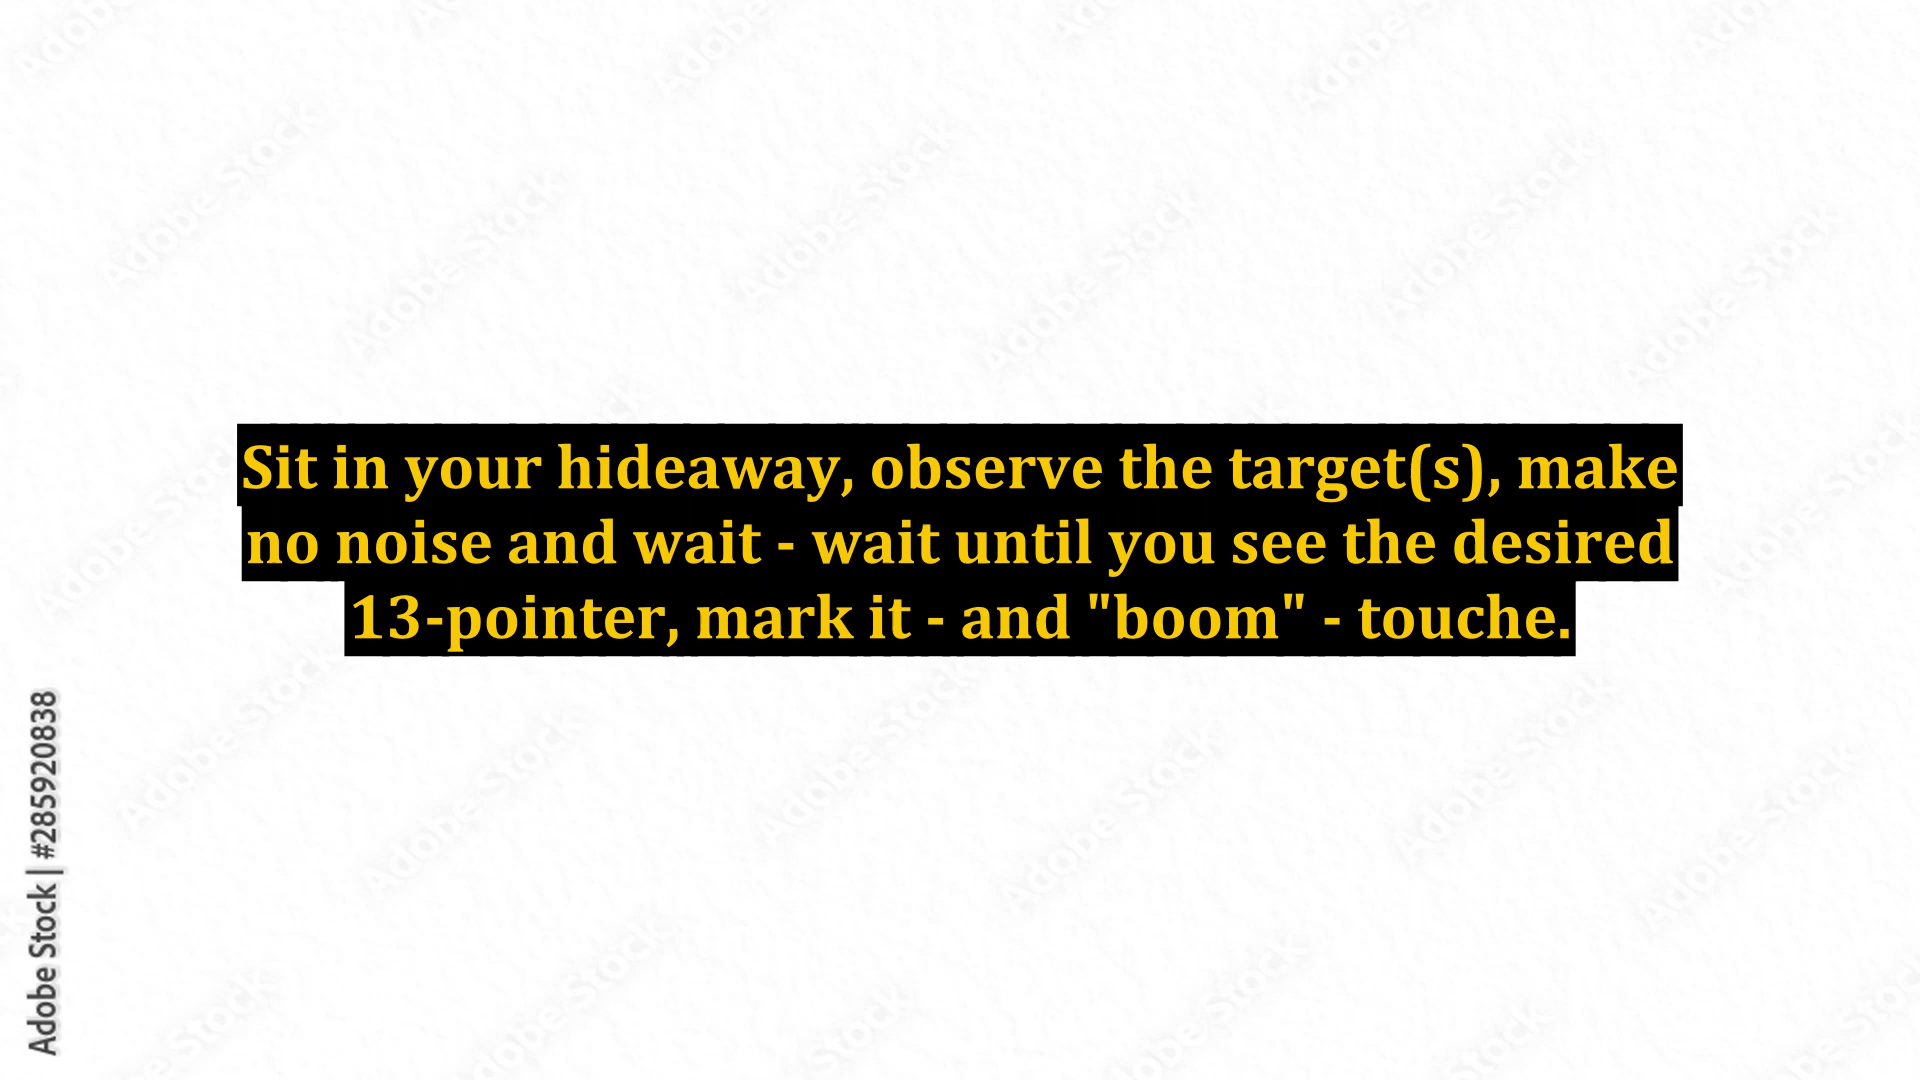 Sit in your hideaway, observe the target(s), make
no noise and wait - wait until you see the desired
13-pointer, mark it - and "boom" - touche.
Adobe Stock | #285920838